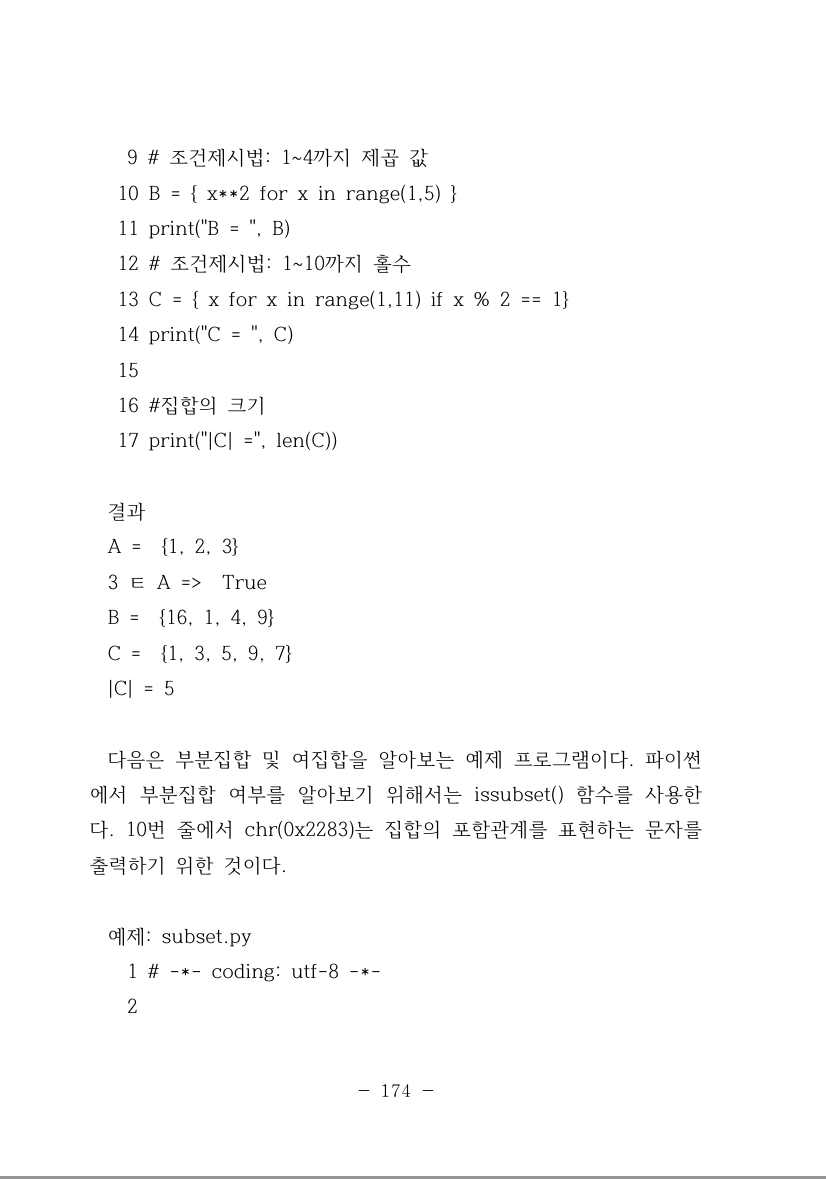 9 # 조건제시법: 1~4까지 제곱 값
10 B = { x**2 for x in range(1,5) }
11 print("B = ", B)
12 # 조건제시법: 1~10까지 홀수
13 C = { x for x in range(1,11) if x % 2 == 1}
14 print("C = ", C)
15
16 #집합의 크기
17 print("|C| =", len(C))
결과
A =  {1, 2, 3}
3 ㅌ A =>  True
B =  {16, 1, 4, 9}
C =  {1, 3, 5, 9, 7}
|C| = 5
다음은 부분집합 및 여집합을 알아보는 예제 프로그램이다. 파이썬
에서 부분집합 여부를 알아보기 위해서는 issubset() 함수를 사용한
다. 10번 줄에서 chr(0x2283)는 집합의 포함관계를 표현하는 문자를
출력하기 위한 것이다.
예제: subset.py
1 # -*- coding: utf-8 -*-
2
- 174 -